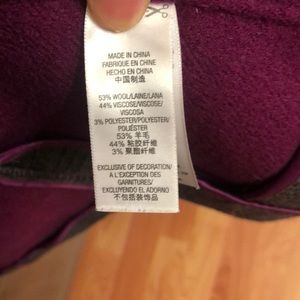 MADE IN CHINA
FABRIQUE EN CHINE
HECHO EN CHINA
中国制造
53% WOOL/LAINE/LANA
44% VISCOSE/VISCOSE/
VISCOSA
3% POLYESTER/POLYESTER/
POLIÉSTER
53% 羊毛
44% 粘胶纤维
3% 聚酯纤维
EXCLUSIVE OF DECORATION/
A L'EXCEPTION DES
GARNITURES/
EXCLUYENDO EL ADORNO
不包括装饰品